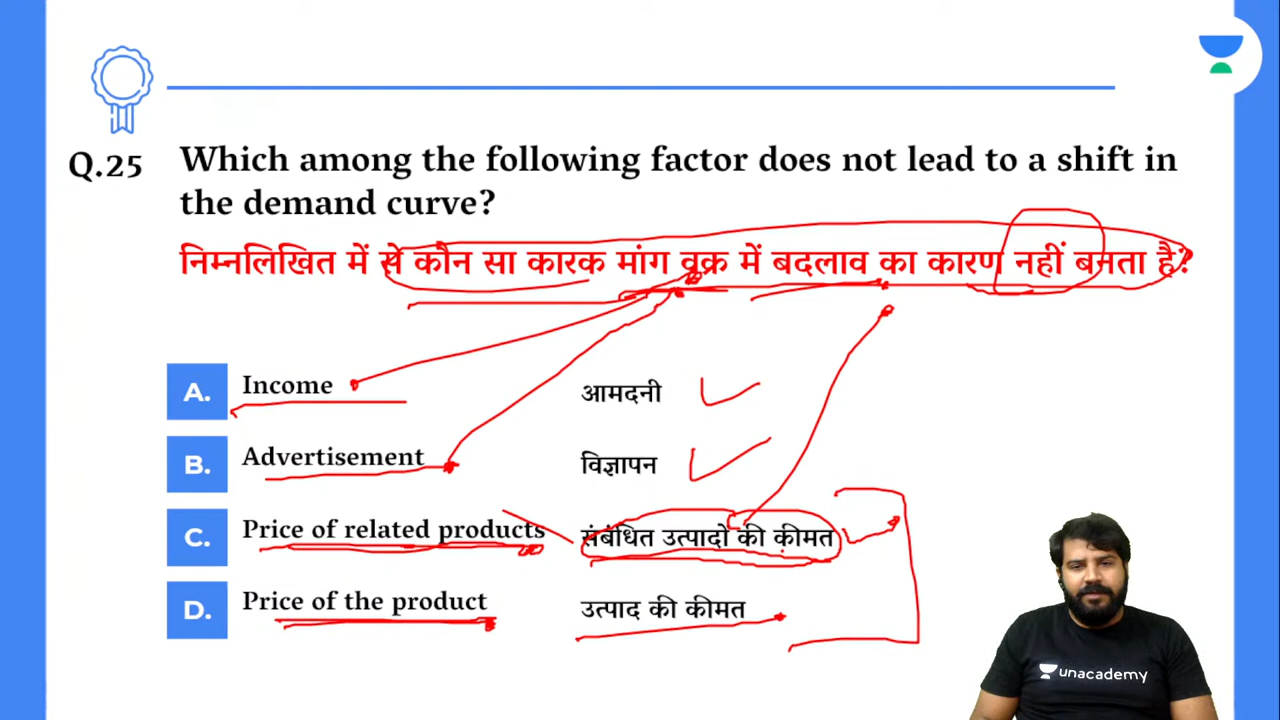 Q.25
Which among the following factor does not lead to a shift in
the demand curve?
निम्नलिखित में से कौन सा कारक मांग वक्र में बदलाव का कारण नहीं बनता है?
A. Income आमदनी
B. Advertisement विज्ञापन
C. Price of related products संबंधित उत्पादों की कीमत
D. Price of the product उत्पाद की कीमत
unacademy